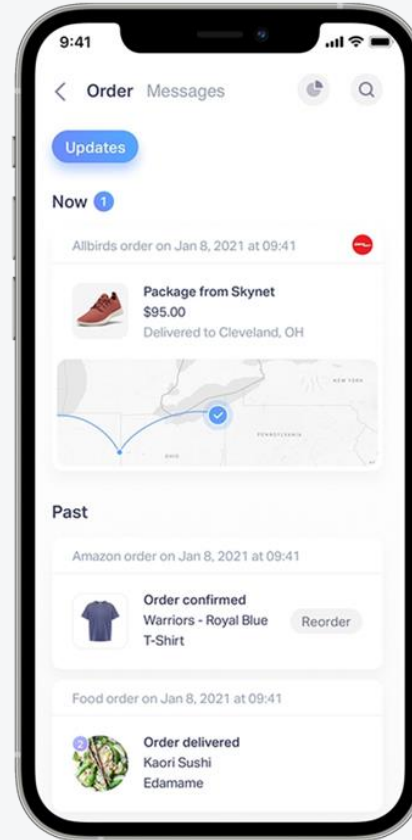 9:41
Order Messages
Updates
Now 1
Allbirds order on Jan 8, 2021 at 09:41
Package from Skynet
$95.00
Delivered to Cleveland, OH
NEW YORK
PENNSYLVANIA
OHIO
Past
Amazon order on Jan 8, 2021 at 09:41
Order confirmed
Warriors - Royal Blue
T-Shirt
Reorder
Food order on Jan 8, 2021 at 09:41
2
Order delivered
Kaori Sushi
Edamame